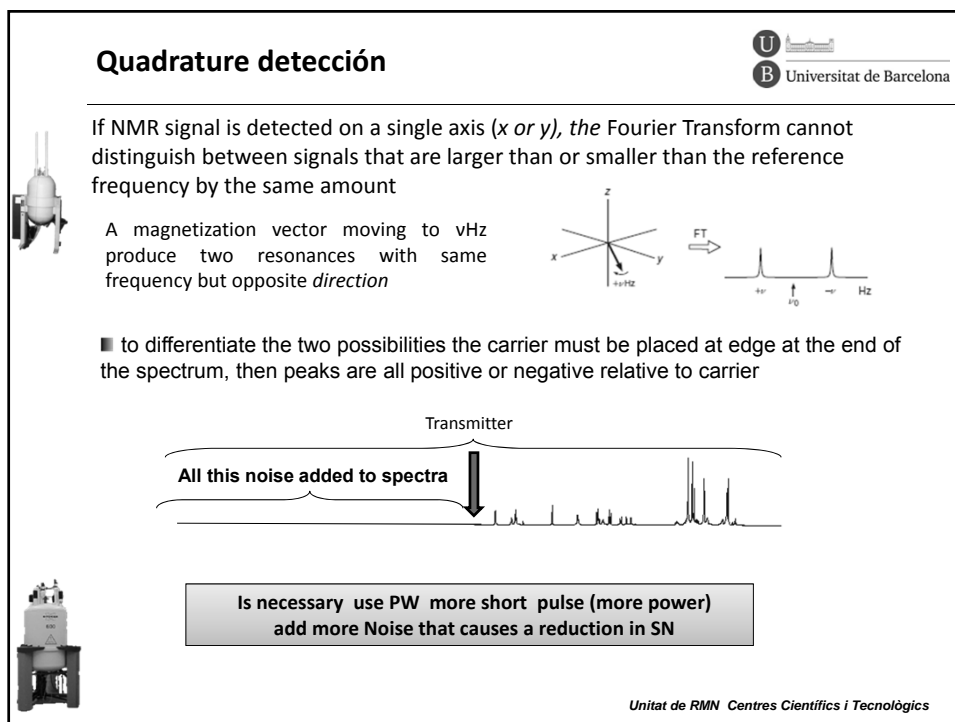 Quadrature detección
U
B Universitat de Barcelona
If NMR signal is detected on a single axis (x or y), the Fourier Transform cannot
distinguish between signals that are larger than or smaller than the reference
frequency by the same amount
A magnetization vector moving to νHz
produce two resonances with same
frequency but opposite direction
z
x
y
+νHz
FT
+ν
ν0
−ν
Hz
to differentiate the two possibilities the carrier must be placed at edge at the end of
the spectrum, then peaks are all positive or negative relative to carrier
Transmitter
All this noise added to spectra
Is necessary use PW more short pulse (more power)
add more Noise that causes a reduction in SN
Unitat de RMN Centres Científics i Tecnològics